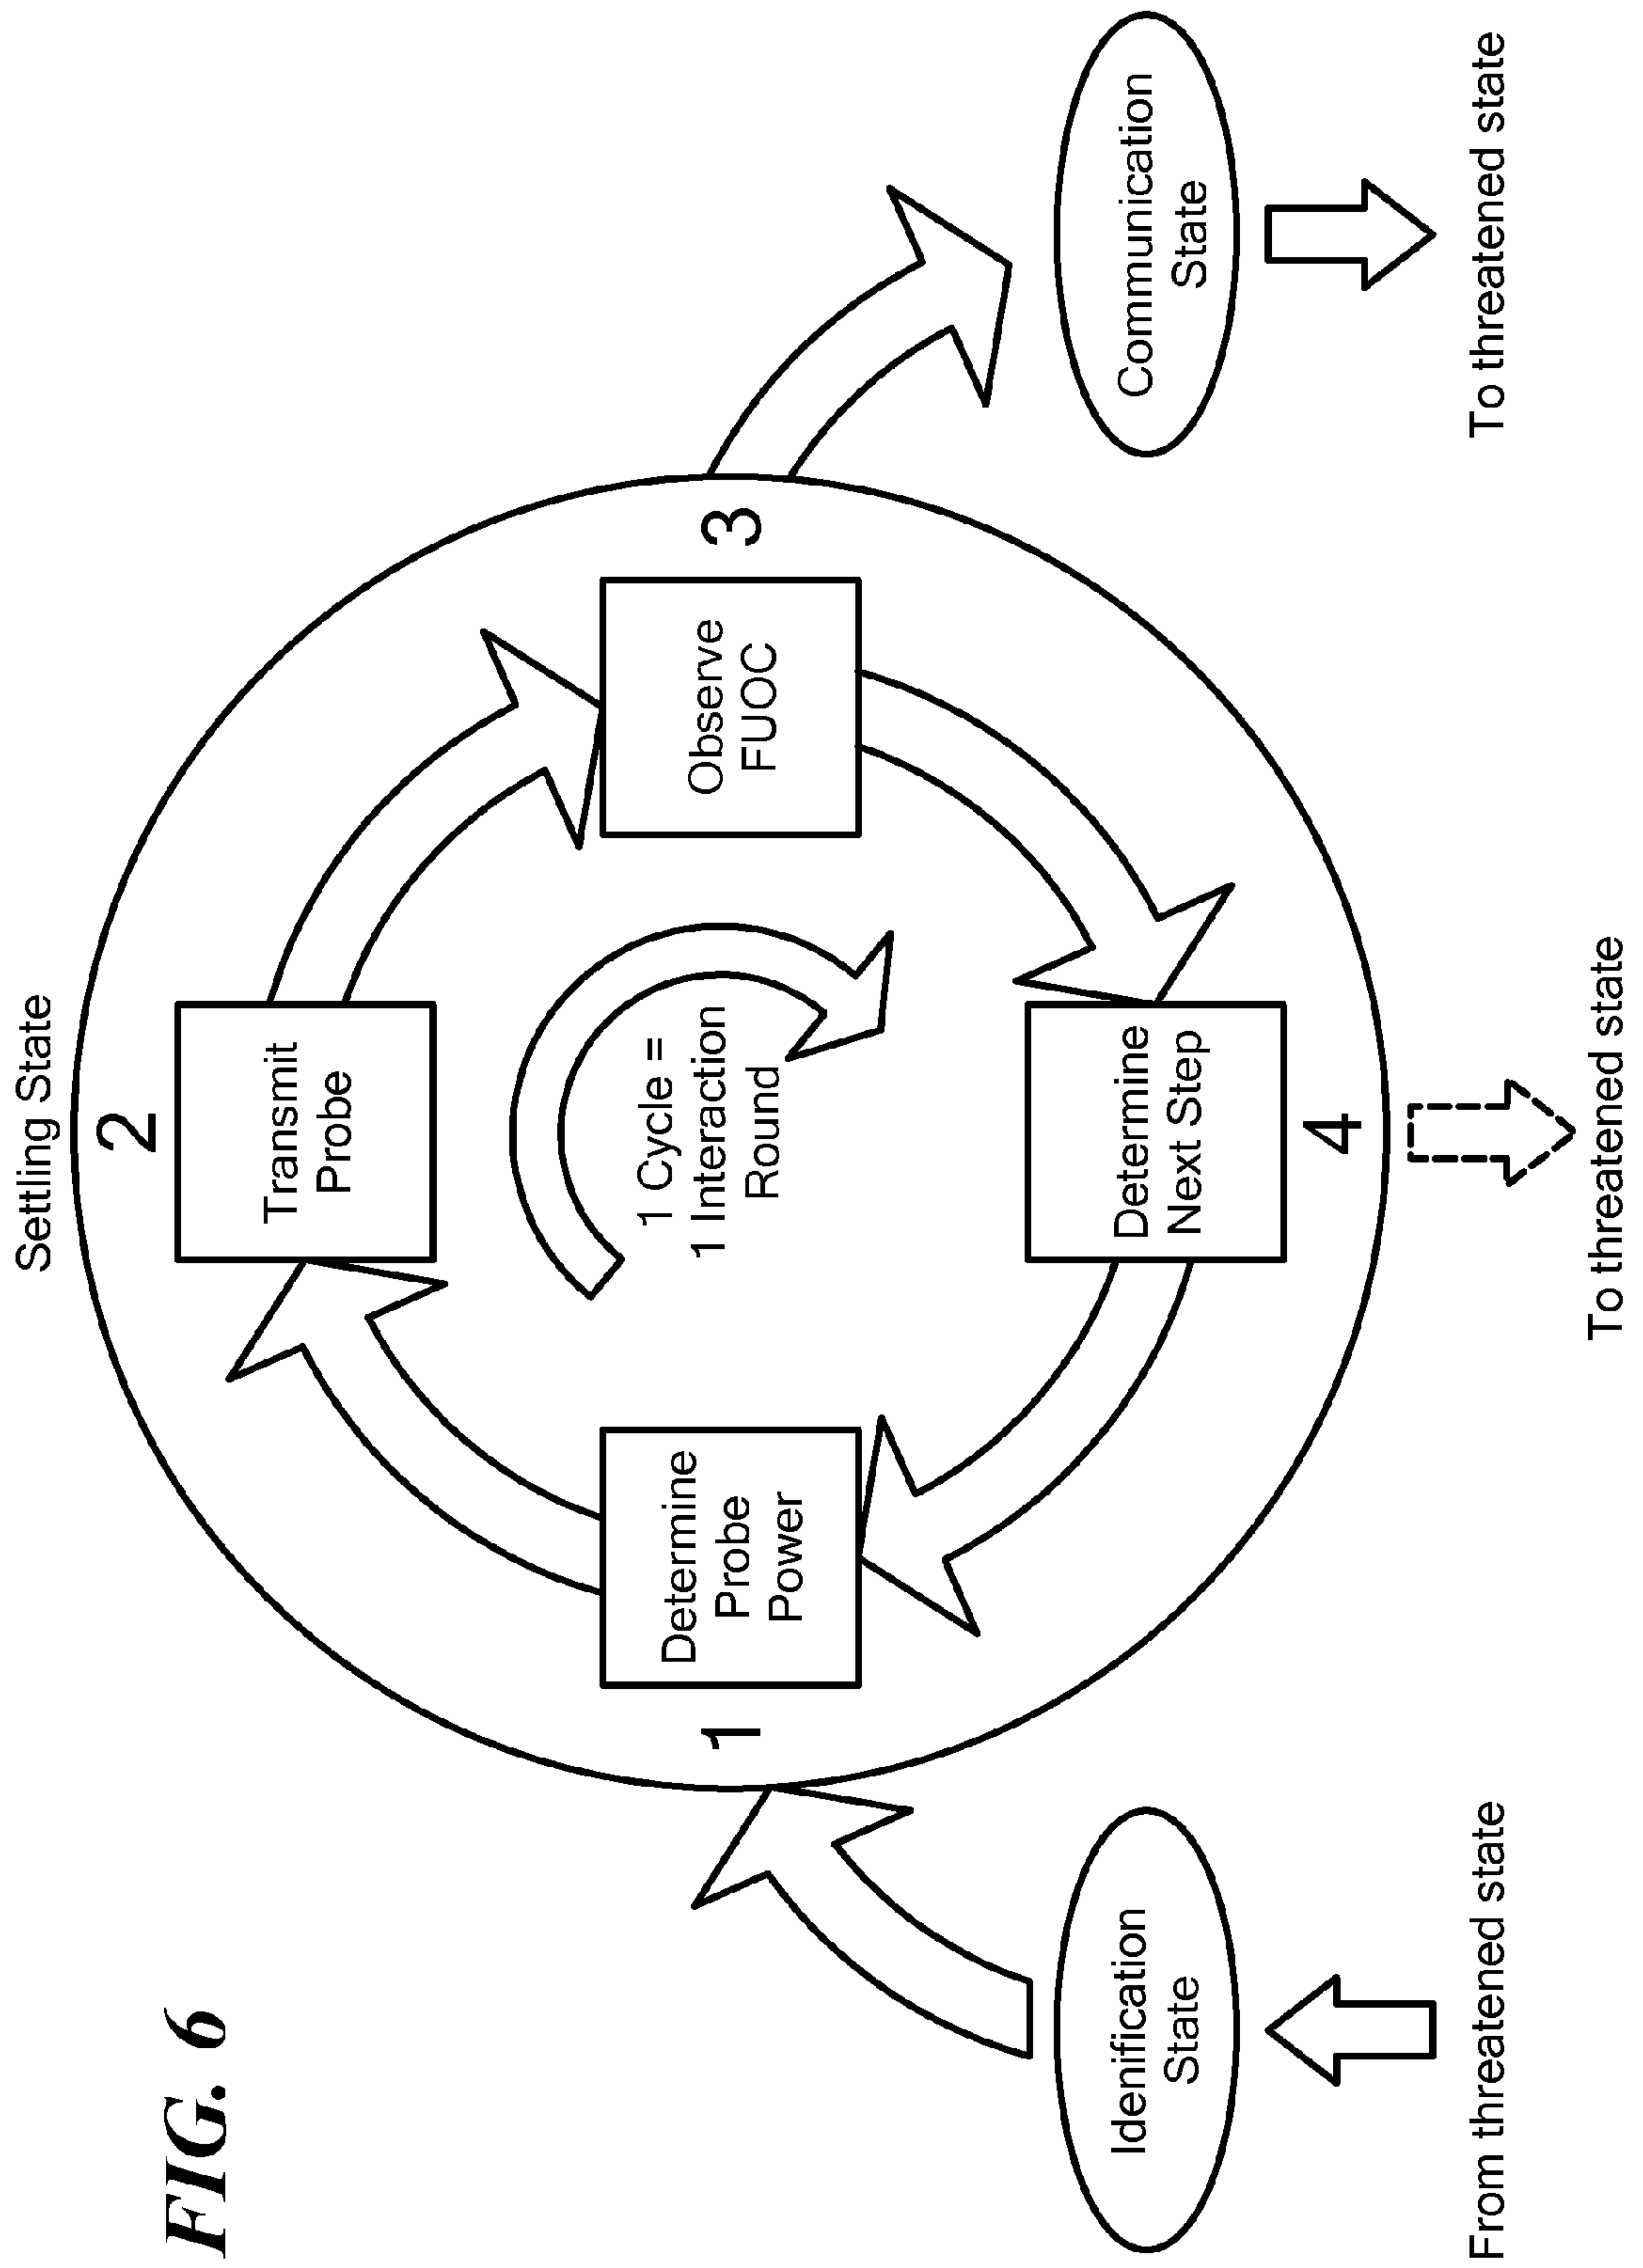 FIG. 6
Settling State
2
Transmit
Probe
1
Determine
Probe
Power
1 Cycle =
1 Interaction
Round
Observe
FUOC
3
Determine
Next Step
4
Idenification
State
Communication
State
From threatened state
To threatened state
To threatened state